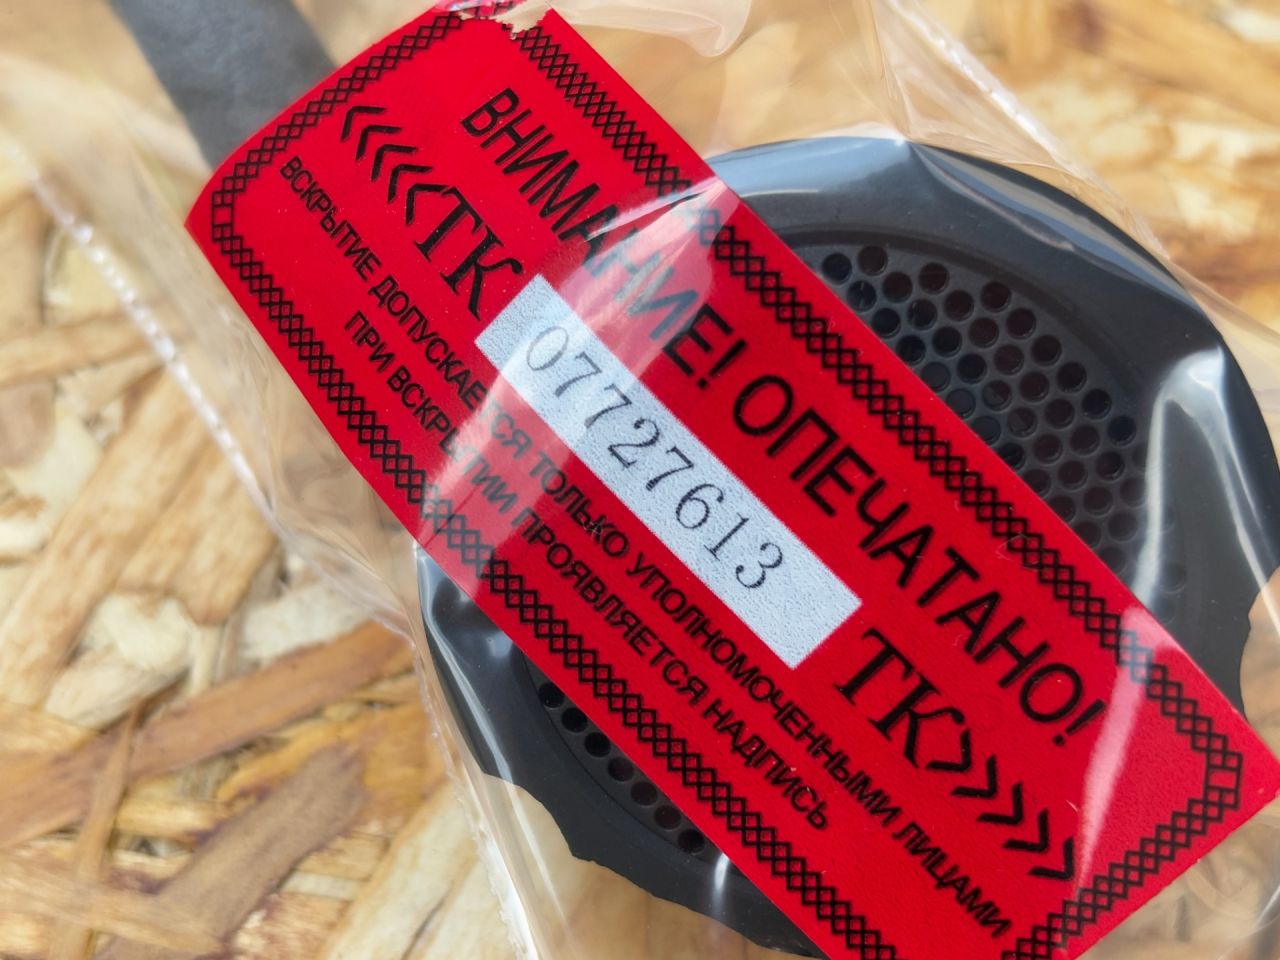 ВНИМАНИЕ! ОПЕЧАТАНО!
<<<<ТК 07727613 ТК>>>>>
ВСКРЫТИЕ ДОПУСКАЕТСЯ ТОЛЬКО УПОЛНОМОЧЕННЫМИ ЛИЦАМИ
ПРИ ВСКРЫТИИ ПРОЯВЛЯЕТСЯ НАДПИСЬ